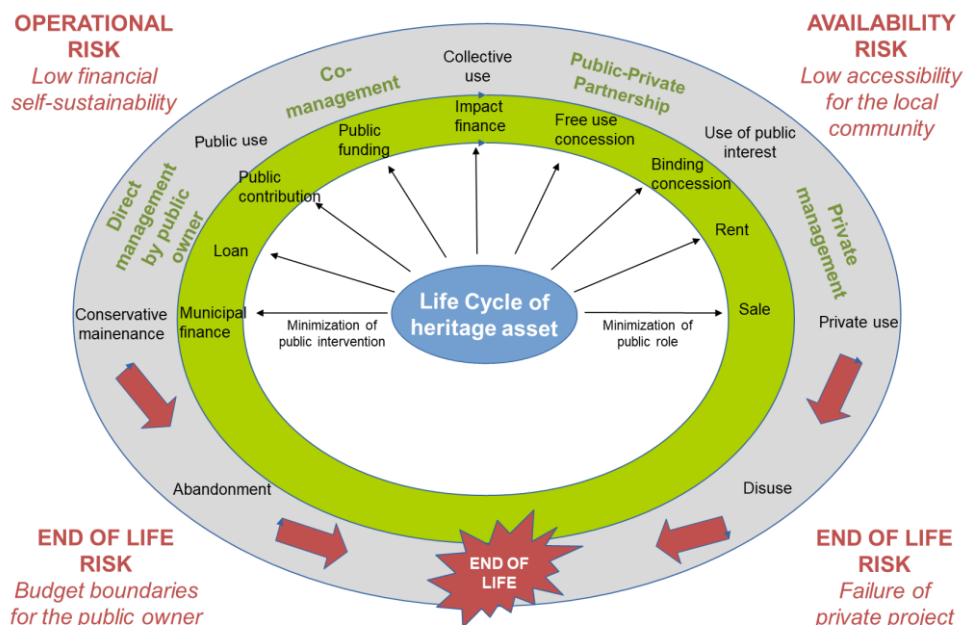 OPERATIONAL
RISK
Low financial
self-sustainability
AVAILABILITY
RISK
Low accessibility
for the local
community
Collective
use
Co-
management
Public-Private
Partnership
Public use
Use of public
interest
Direct
management
by public
owner
Private
management
Conservative
mainenance
Private use
Impact
finance
Public
funding
Free use
concession
Public
contribution
Binding
concession
Loan
Rent
Municipal
finance
Sale
Life Cycle of
heritage asset
Minimization of
public intervention
Minimization of
public role
Abandonment
Disuse
END OF
LIFE
END OF LIFE
RISK
Budget boundaries
for the public owner
END OF LIFE
RISK
Failure of
private project